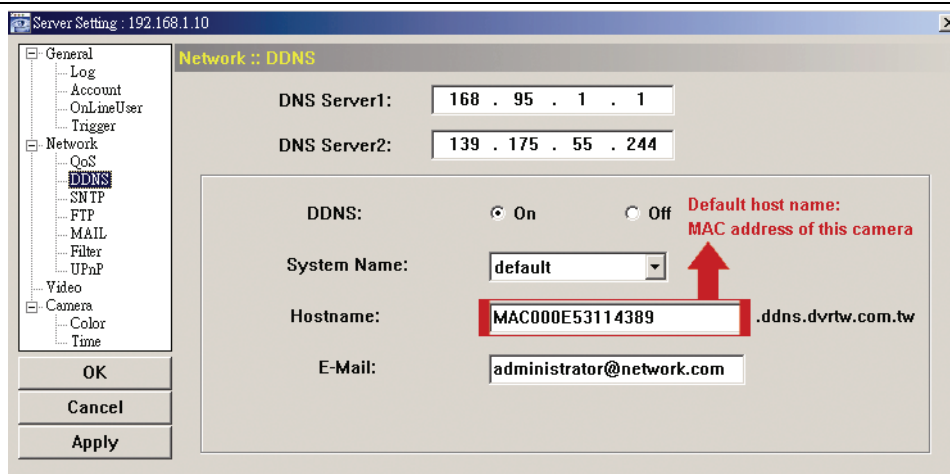 Server Setting : 192.168.1.10
General
Log
Account
OnLineUser
Trigger
Network
QoS
DDNS
SNTP
FTP
MAIL
Filter
UPnP
Video
Camera
Color
Time
OK
Cancel
Apply
Network :: DDNS
DNS Server1: 168 . 95 . 1 . 1
DNS Server2: 139 . 175 . 55 . 244
DDNS: On Off
Default host name:
MAC address of this camera
System Name: default
Hostname: MAC000E53114389 .ddns.dvrtw.com.tw
E-Mail: administrator@network.com